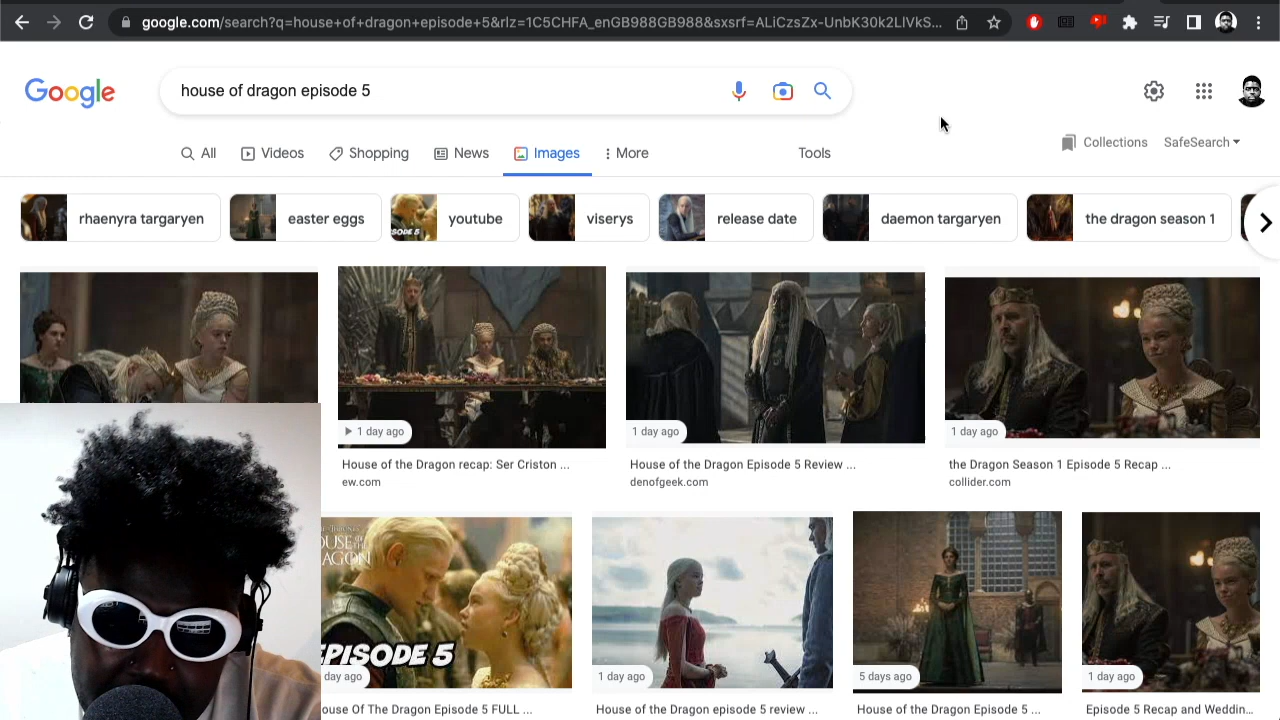 google.com/search?q=house+of+dragon+episode+5&rlz=1C5CHFA_enGB988GB988&sxsrf=ALiCzsZx-UnbK30k2LlVkS...
Google
house of dragon episode 5
All
Videos
Shopping
News
Images
More
Tools
Collections
SafeSearch
rhaenyra targaryen
easter eggs
EPISODE 5
youtube
viserys
release date
daemon targaryen
the dragon season 1
1 day ago
1 day ago
1 day ago
House of the Dragon recap: Ser Criston ...
ew.com
House of the Dragon Episode 5 Review ...
denofgeek.com
the Dragon Season 1 Episode 5 Recap ...
collider.com
OUSE OF THE
RAGON
EPISODE 5
day ago
1 day ago
5 days ago
1 day ago
ouse Of The Dragon Episode 5 FULL ...
House of the Dragon episode 5 review ...
House of the Dragon Episode 5 ...
Episode 5 Recap and Weddin...